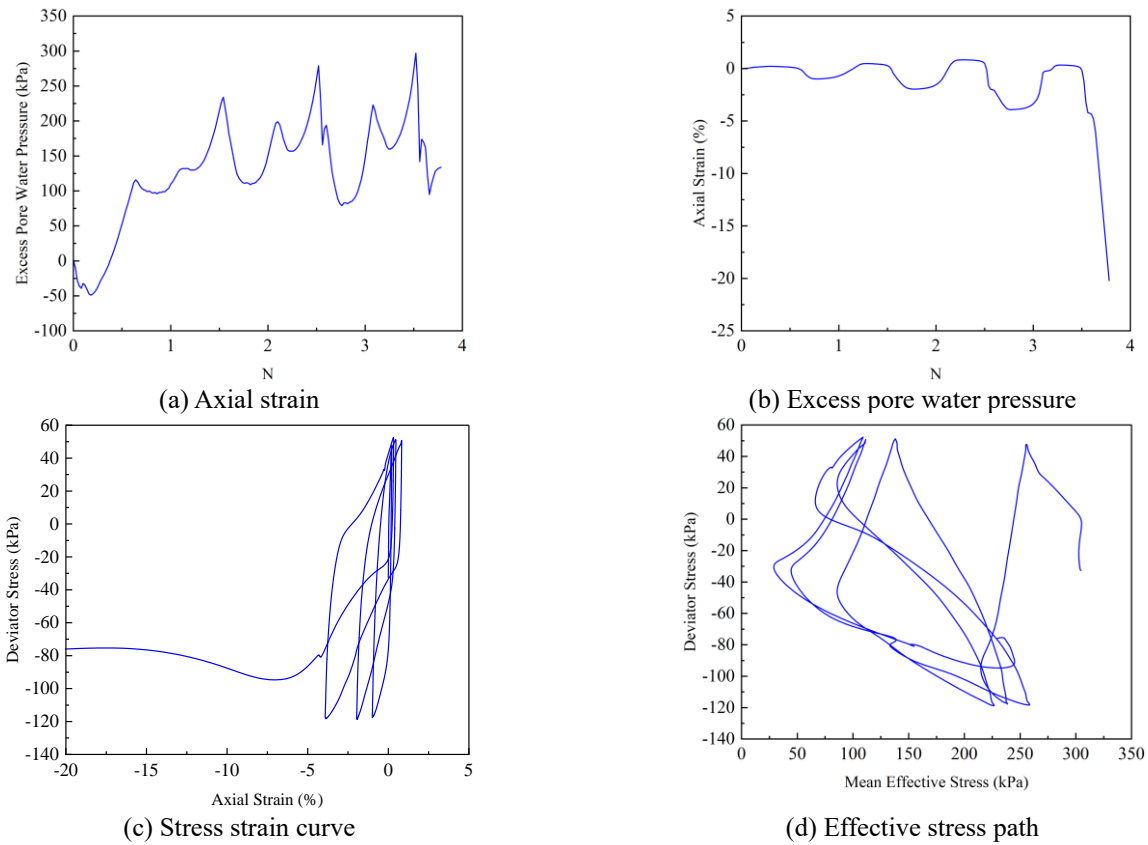 350
300
250
200
150
100
50
0
-50
-100
Excess Pore Water Pressure (kPa)
0 1 2 3 4
N
(a) Axial strain
5
0
-5
-10
-15
-20
-25
Axial Strain (%)
0 1 2 3 4
N
(b) Excess pore water pressure
60
40
20
0
-20
-40
-60
-80
-100
-120
-140
Deviator Stress (kPa)
-20 -15 -10 -5 0 5
Axial Strain (%)
(c) Stress strain curve
60
40
20
0
-20
-40
-60
-80
-100
-120
-140
Deviator Stress (kPa)
0 50 100 150 200 250 300 350
Mean Effective Stress (kPa)
(d) Effective stress path